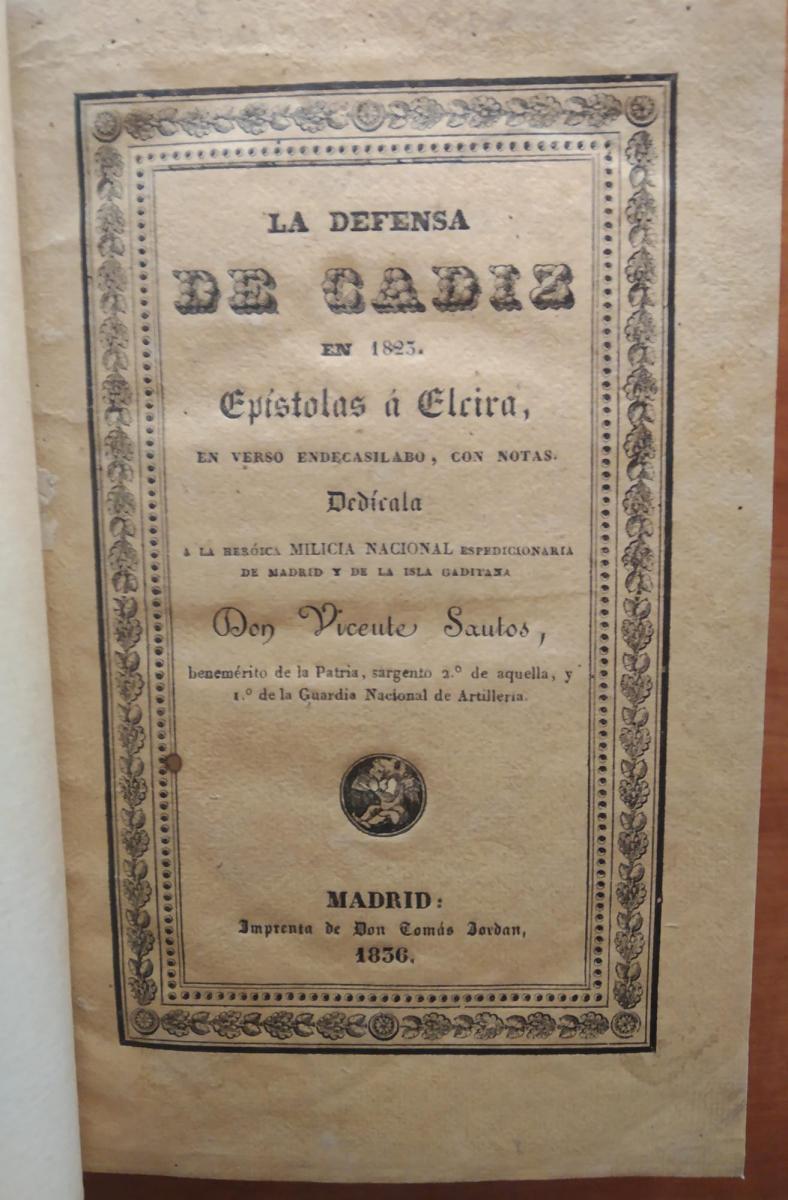 LA DEFENSA
DE CADIZ
EN 1823.
Epístolas á Elcira,
EN VERSO ENDECASILABO, CON NOTAS.
Dedícala
A LA HERÓICA MILICIA NACIONAL ESPEDICIONARIA
DE MADRID Y DE LA ISLA GADITANA
Don Vicente Santos,
benemérito de la Patria, sargento 2.º de aquella, y
1.º de la Guardia Nacional de Artillería.
MADRID:
Imprenta de Don Tomás Jordan,
1836.